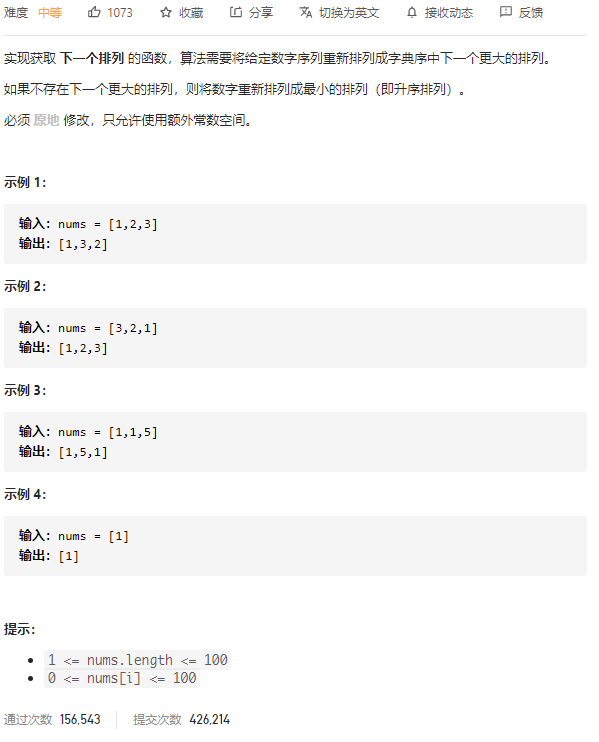 难度 中等 1073 收藏 分享 切换为英文 接收动态 反馈
实现获取 下一个排列 的函数，算法需要将给定数字序列重新排列成字典序中下一个更大的排列。
如果不存在下一个更大的排列，则将数字重新排列成最小的排列（即升序排列）。
必须 原地 修改，只允许使用额外常数空间。
示例 1：
输入：nums = [1,2,3]
输出：[1,3,2]
示例 2：
输入：nums = [3,2,1]
输出：[1,2,3]
示例 3：
输入：nums = [1,1,5]
输出：[1,5,1]
示例 4：
输入：nums = [1]
输出：[1]
提示：
1 <= nums.length <= 100
0 <= nums[i] <= 100
通过次数 156,543 提交次数 426,214